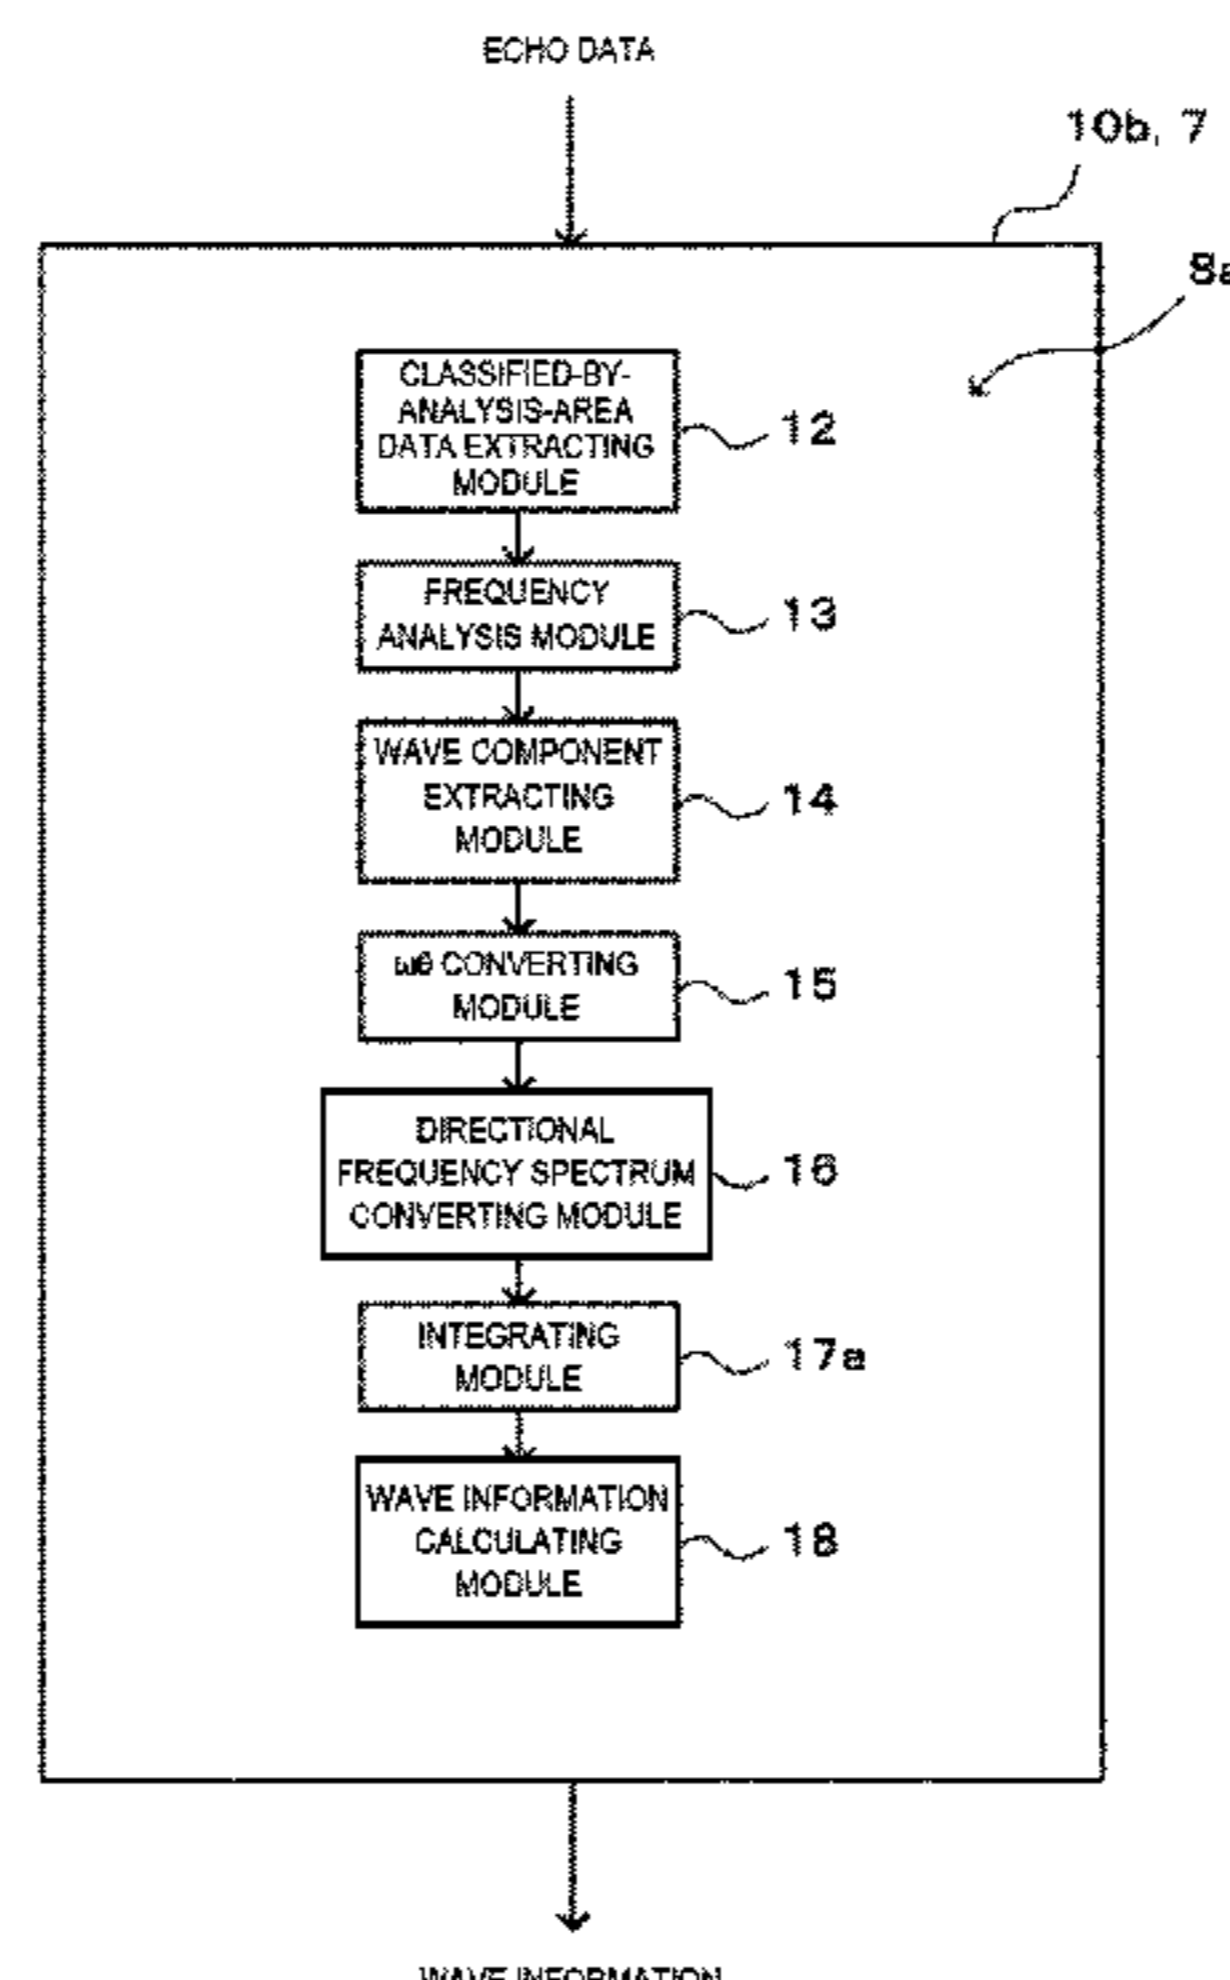 ECHO DATA
10b, 7
8a
CLASSIFIED-BY-
ANALYSIS-AREA
DATA EXTRACTING
MODULE
12
FREQUENCY
ANALYSIS MODULE
13
WAVE COMPONENT
EXTRACTING
MODULE
14
ωθ CONVERTING
MODULE
15
DIRECTIONAL
FREQUENCY SPECTRUM
CONVERTING MODULE
16
INTEGRATING
MODULE
17a
WAVE INFORMATION
CALCULATING
MODULE
18
WAVE INFORMATION